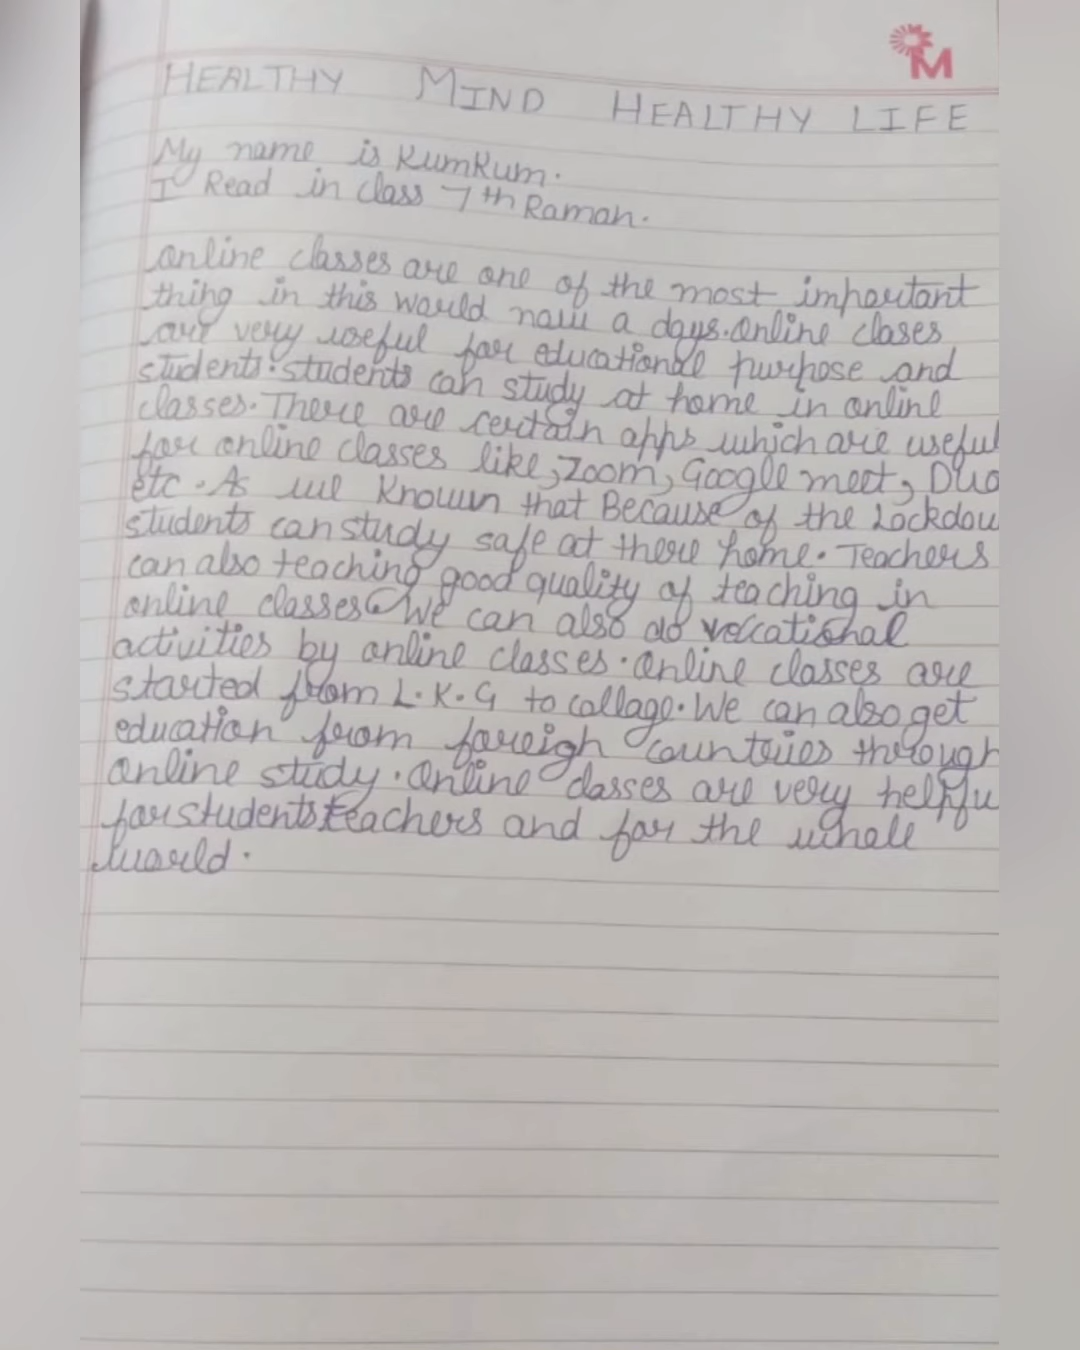 M
HEALTHY MIND HEALTHY LIFE
My name is KumKum.
I Read in class 7th Raman.
online classes are one of the most important
thing in this world now a days. online clases
are very useful for educational purpose and
students. students can study at home in online
classes. There are certain apps which are useful
for online classes like, zoom, Google meet, Duo
etc. As we Known that Because of the Lockdow
students can study safe at there home. Teachers
can also teaching good quality of teaching in
online classes. We can also do voccational
activities by online classes. online classes are
started from L.K.G to collage. We can also get
education from foreign countries through
online study. online classes are very helpfu
for students teachers and for the whole
world.